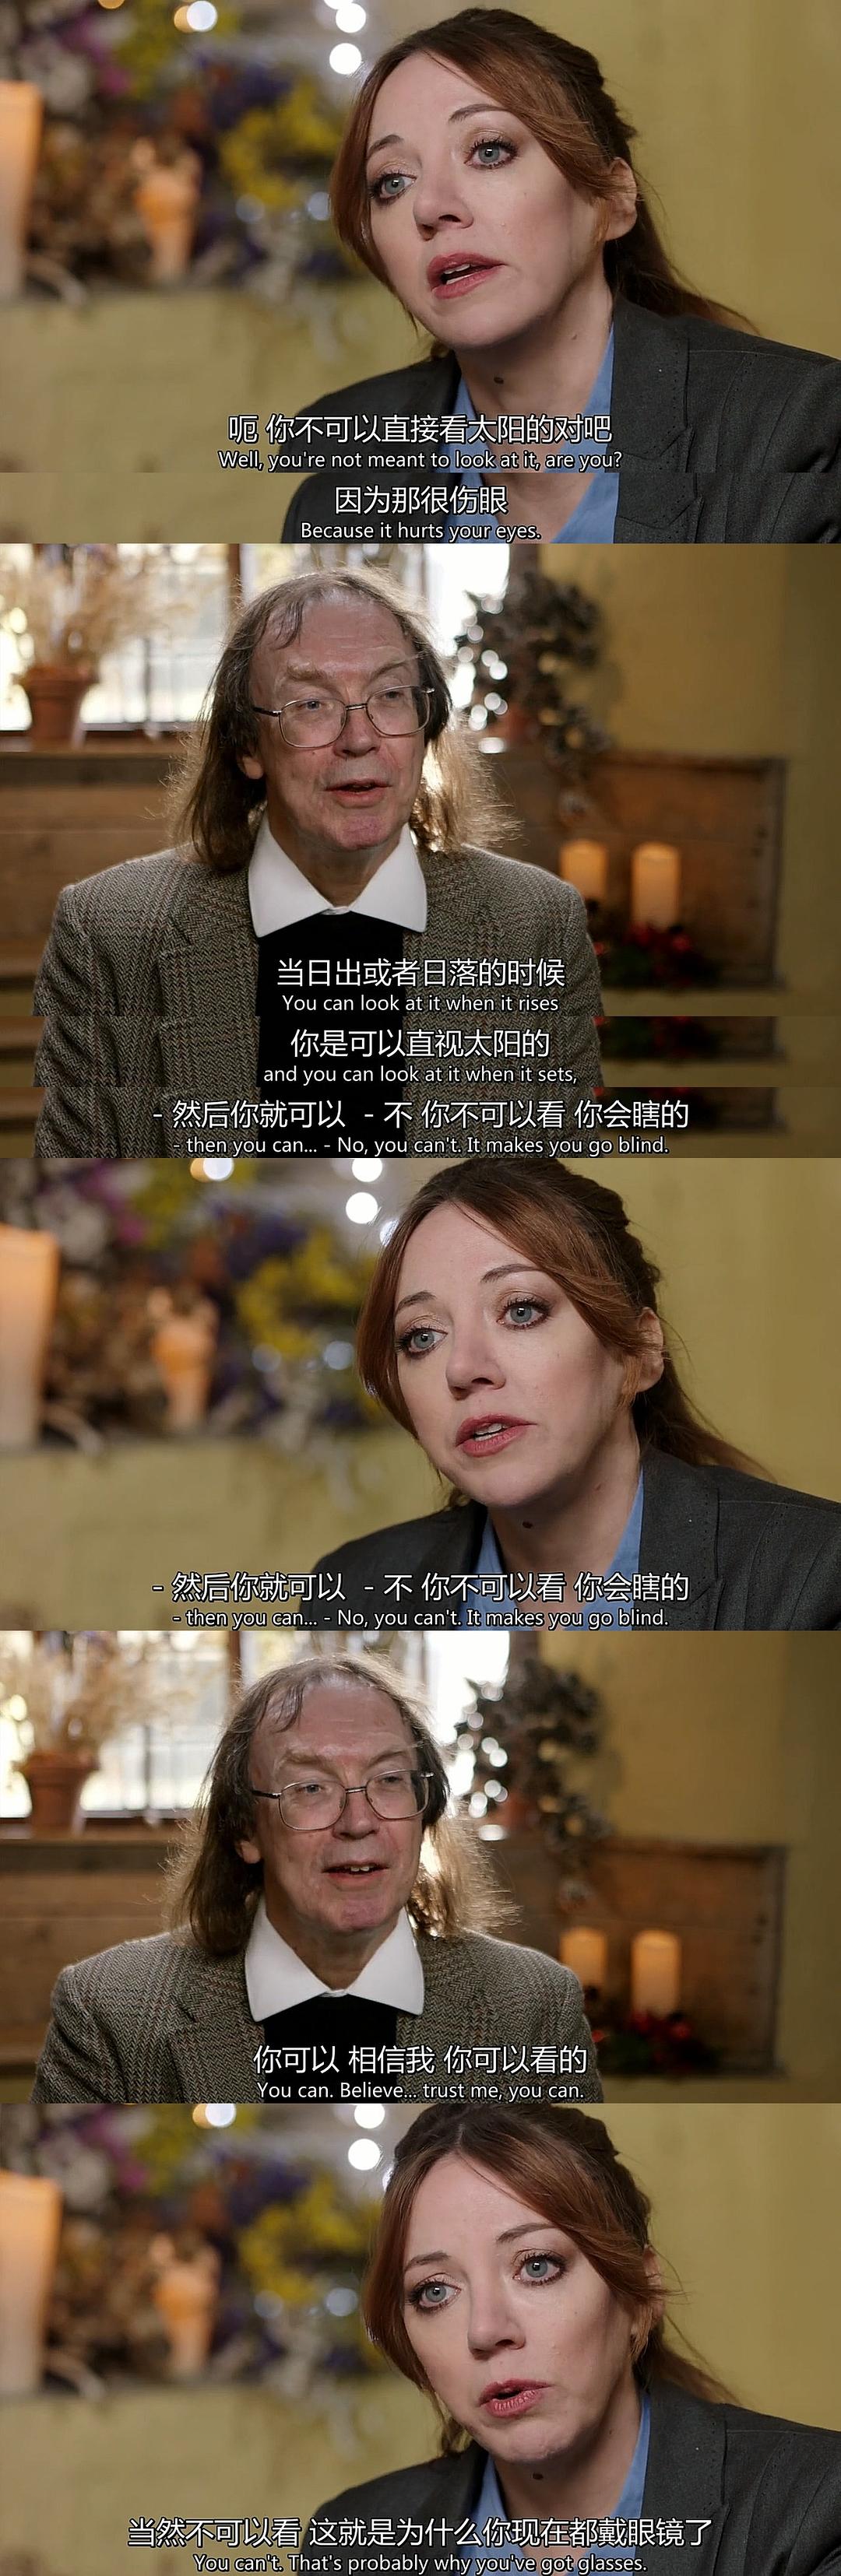 呃 你不可以直接看太阳的对吧
Well, you're not meant to look at it, are you?
因为那很伤眼
Because it hurts your eyes.
当日出或者日落的时候
You can look at it when it rises
你是可以直视太阳的
and you can look at it when it sets,
- 然后你就可以 - 不 你不可以看 你会瞎的
- then you can... - No, you can't. It makes you go blind.
- 然后你就可以 - 不 你不可以看 你会瞎的
- then you can... - No, you can't. It makes you go blind.
你可以 相信我 你可以看的
You can. Believe... trust me, you can.
当然不可以看 这就是为什么你现在都戴眼镜了
You can't. That's probably why you've got glasses.